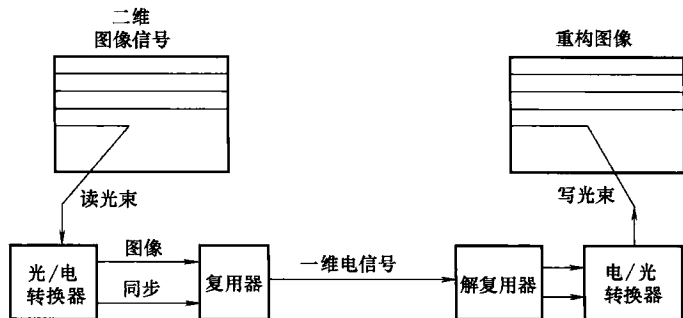 二维
图像信号
重构图像
读光束
写光束
光/电
转换器
图像
同步
复用器
一维电信号
解复用器
电/光
转换器